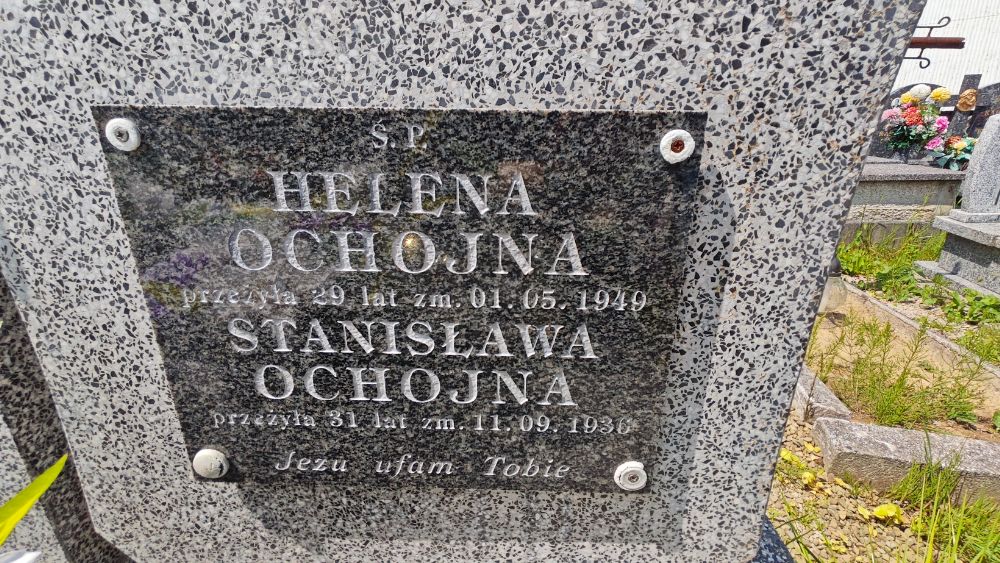 Ś.P.
HELENA
OCHOJNA
przeżyła 29 lat zm. 01.05.1949
STANISŁAWA
OCHOJNA
przeżyła 31 lat zm. 11.09.1936
Jezu ufam Tobie